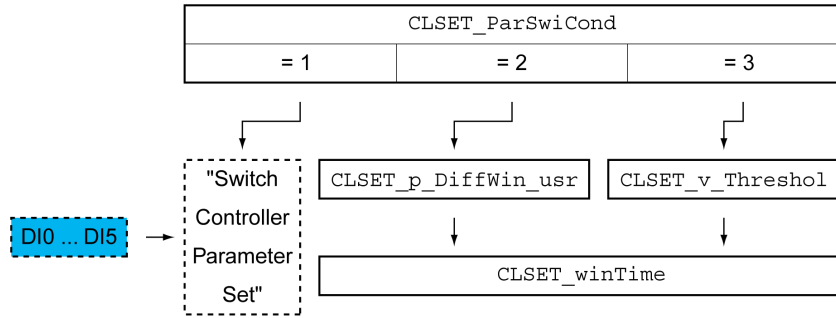 CLSET_ParSwiCond
= 1
= 2
= 3
"Switch
Controller
Parameter
Set"
CLSET_p_DiffWin_usr
CLSET_v_Threshol
DI0 ... DI5
CLSET_winTime